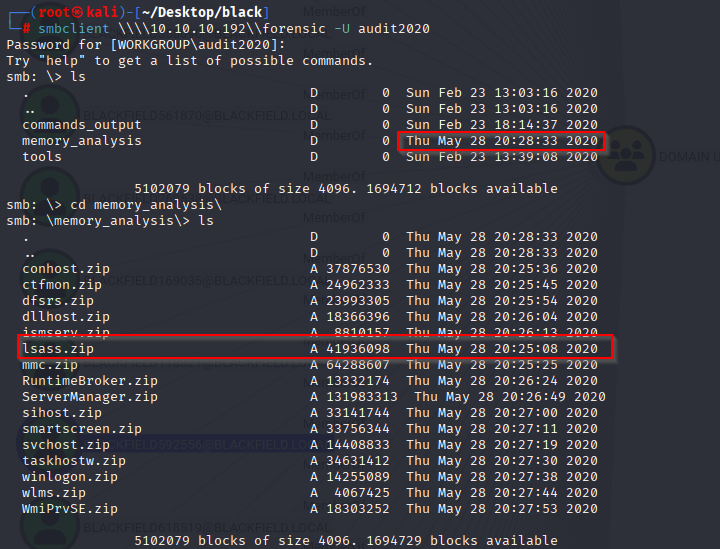 ┌──(root㉿kali)-[~/Desktop/black]
└─# smbclient \\\\10.10.10.192\\forensic -U audit2020
Password for [WORKGROUP\audit2020]:
Try "help" to get a list of possible commands.
smb: \> ls
  .                                   D        0  Sun Feb 23 13:03:16 2020
  ..                                  D        0  Sun Feb 23 13:03:16 2020
  commands_output                     D        0  Sun Feb 23 18:14:37 2020
  memory_analysis                     D        0  Thu May 28 20:28:33 2020
  tools                               D        0  Sun Feb 23 13:39:08 2020
                5102079 blocks of size 4096. 1694712 blocks available
smb: \> cd memory_analysis\
smb: \memory_analysis\> ls
  .                                   D        0  Thu May 28 20:28:33 2020
  ..                                  D        0  Thu May 28 20:28:33 2020
  conhost.zip                         A 37876530  Thu May 28 20:25:36 2020
  ctfmon.zip                          A 24962333  Thu May 28 20:25:45 2020
  dfsrs.zip                           A 23993305  Thu May 28 20:25:54 2020
  dllhost.zip                         A 18366396  Thu May 28 20:26:04 2020
  ismserv.zip                         A  8810157  Thu May 28 20:26:13 2020
  lsass.zip                           A 41936098  Thu May 28 20:25:08 2020
  mmc.zip                             A 64288607  Thu May 28 20:25:25 2020
  RuntimeBroker.zip                   A 13332174  Thu May 28 20:26:24 2020
  ServerManager.zip                   A 131983313  Thu May 28 20:26:49 2020
  sihost.zip                          A 33141744  Thu May 28 20:27:00 2020
  smartscreen.zip                     A 33756344  Thu May 28 20:27:11 2020
  svchost.zip                         A 14408833  Thu May 28 20:27:19 2020
  taskhostw.zip                       A 34631412  Thu May 28 20:27:30 2020
  winlogon.zip                        A 14255089  Thu May 28 20:27:38 2020
  wlms.zip                            A  4067425  Thu May 28 20:27:44 2020
  WmiPrvSE.zip                        A 18303252  Thu May 28 20:27:53 2020
                5102079 blocks of size 4096. 1694729 blocks available
MemberOf
MemberOf
MemberOf
MemberOf
DOMAIN U